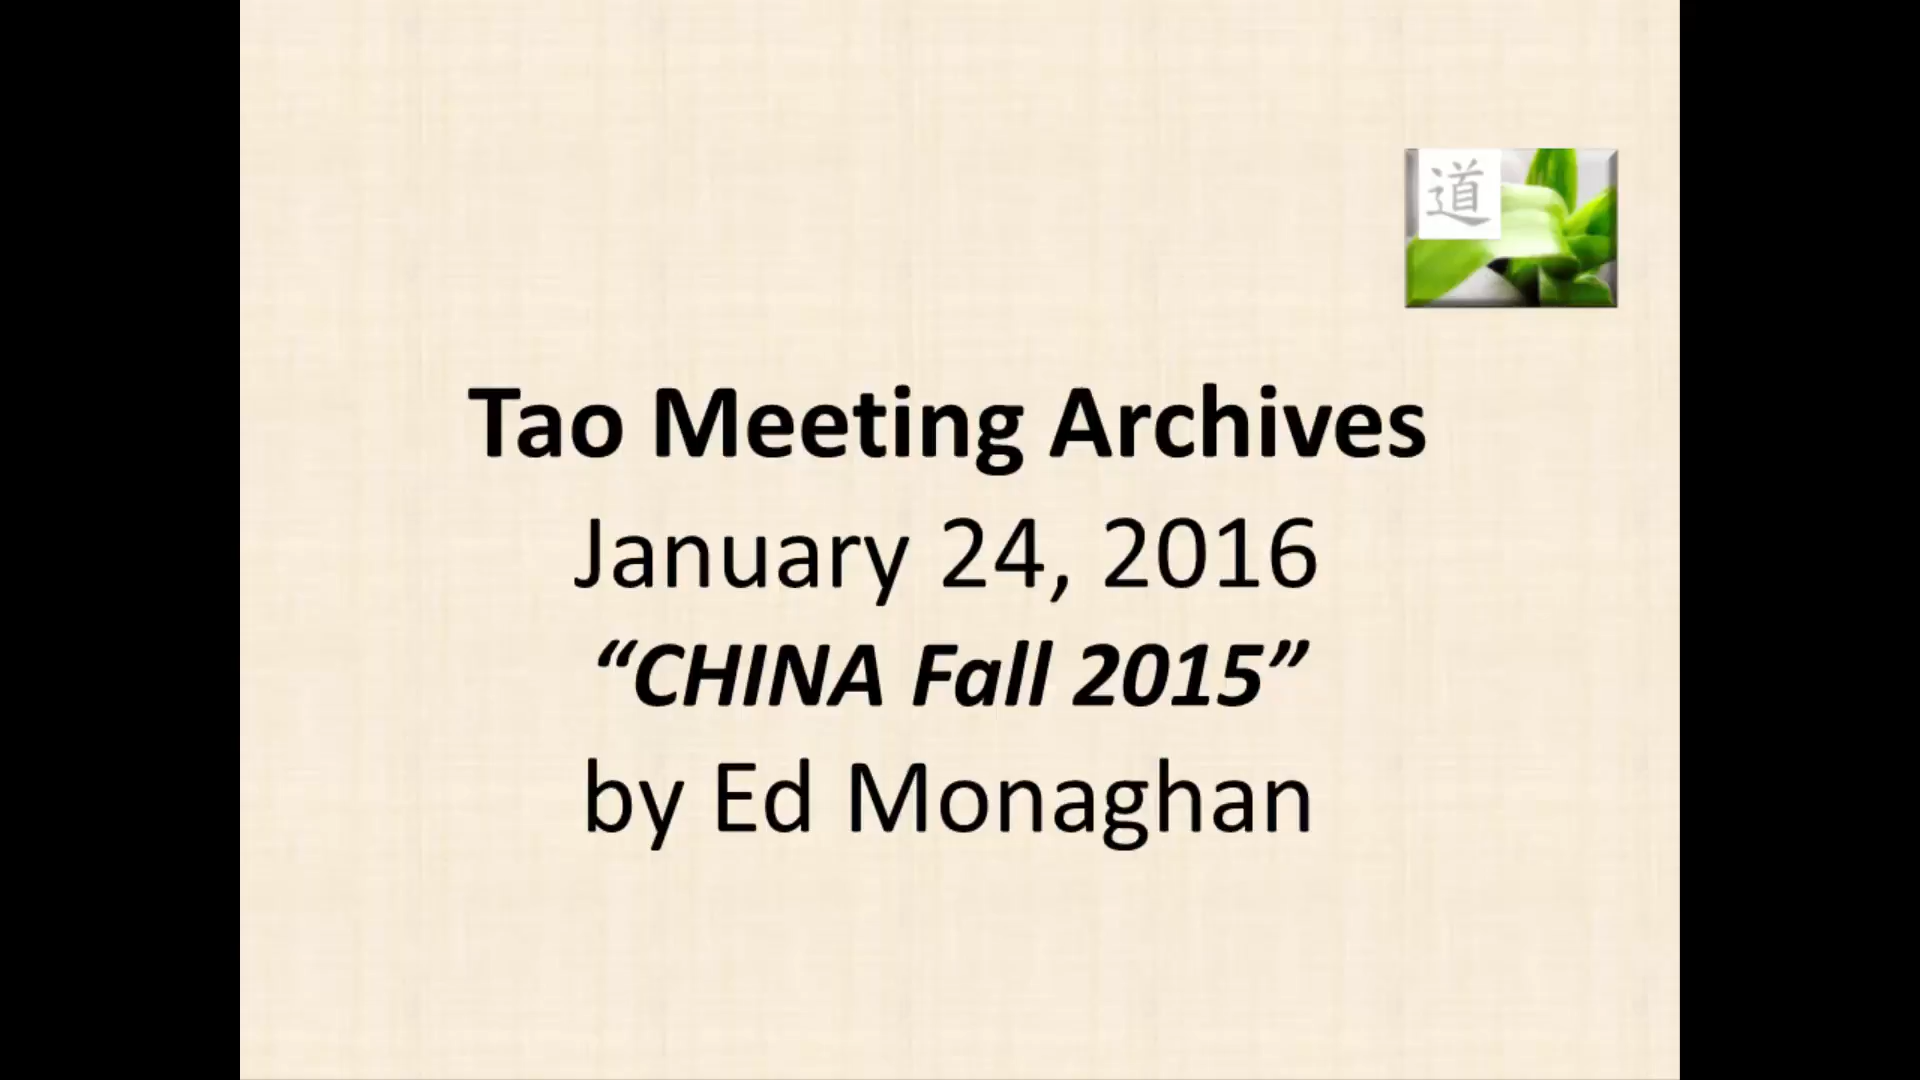 道
Tao Meeting Archives
January 24, 2016
“CHINA Fall 2015”
by Ed Monaghan